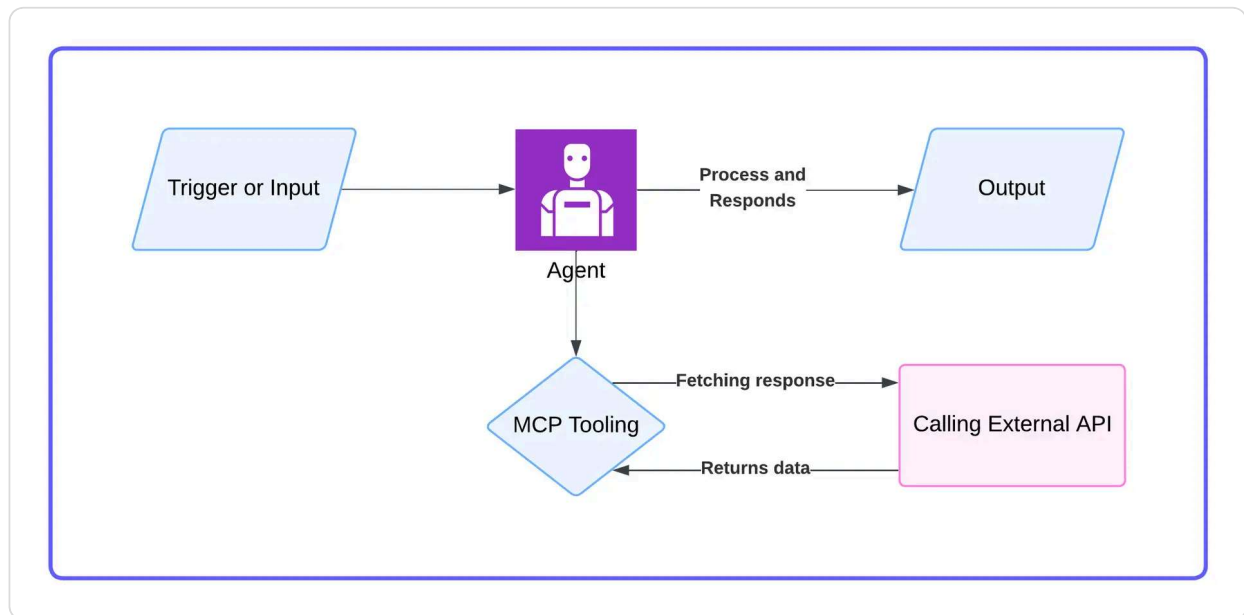 Trigger or Input
Process and
Responds
Output
Agent
Fetching response
MCP Tooling
Calling External API
Returns data